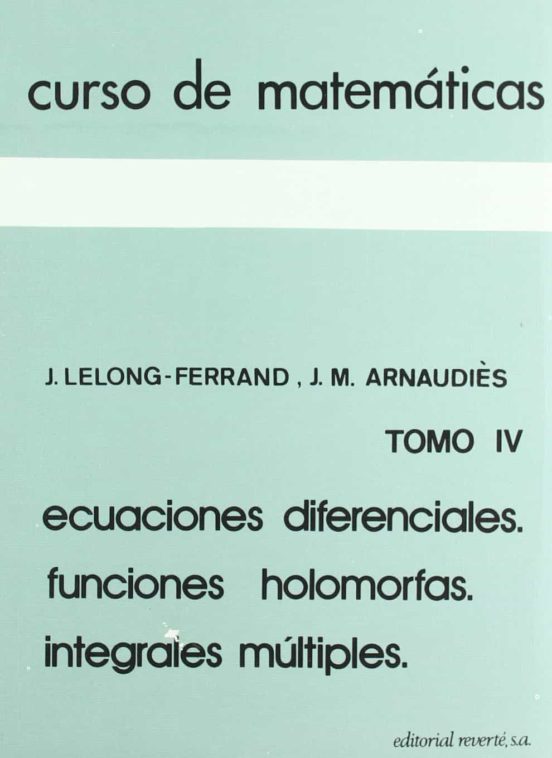 curso de matemáticas
J. LELONG-FERRAND, J. M. ARNAUDIÈS
TOMO IV
ecuaciones diferenciales.
funciones holomorfas.
integrales múltiples.
editorial reverté, s.a.